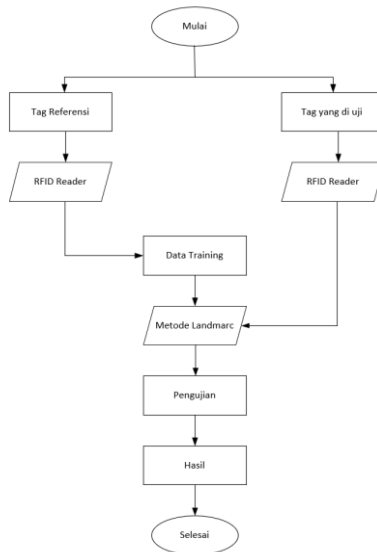 Mulai
Tag Referensi
Tag yang di uji
RFID Reader
RFID Reader
Data Training
Metode Landmarc
Pengujian
Hasil
Selesai